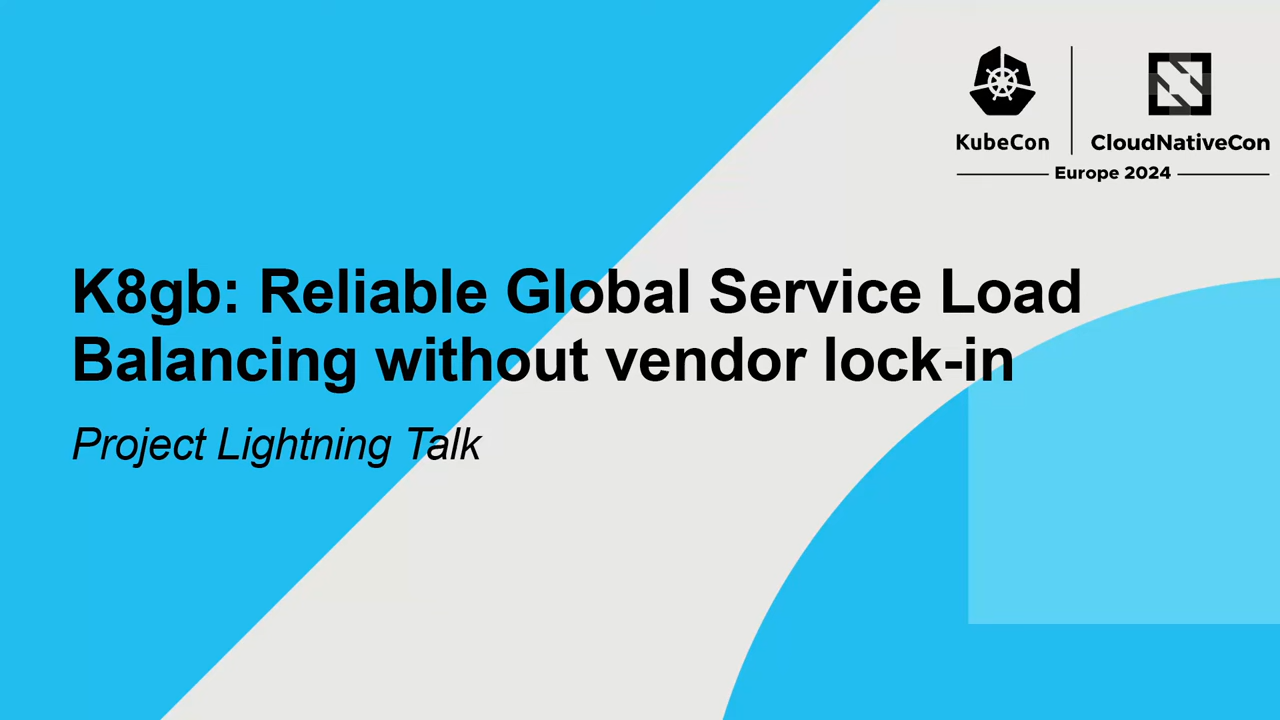 KubeCon
CloudNativeCon
Europe 2024
K8gb: Reliable Global Service Load
Balancing without vendor lock-in
Project Lightning Talk